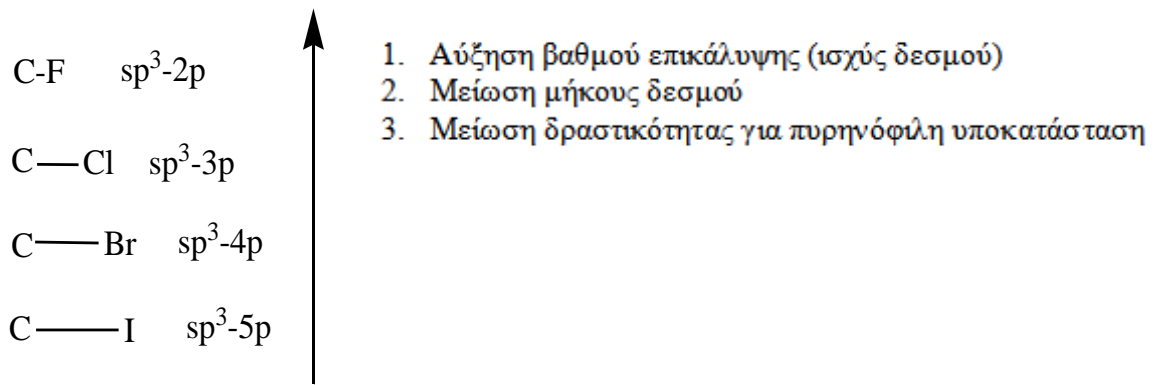 C-F sp³-2p
C—Cl sp³-3p
C—Br sp³-4p
C—I sp³-5p
1. Αύξηση βαθμού επικάλυψης (ισχύς δεσμού)
2. Μείωση μήκους δεσμού
3. Μείωση δραστικότητας για πυρηνόφιλη υποκατάσταση